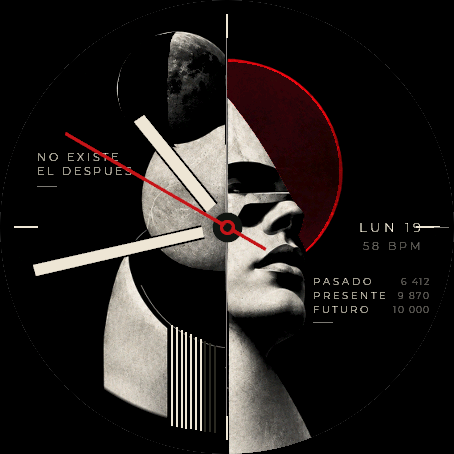 NO EXISTE
EL DESPUES
LUN 19
58 BPM
PASADO 6 412
PRESENTE 9 870
FUTURO 10 000